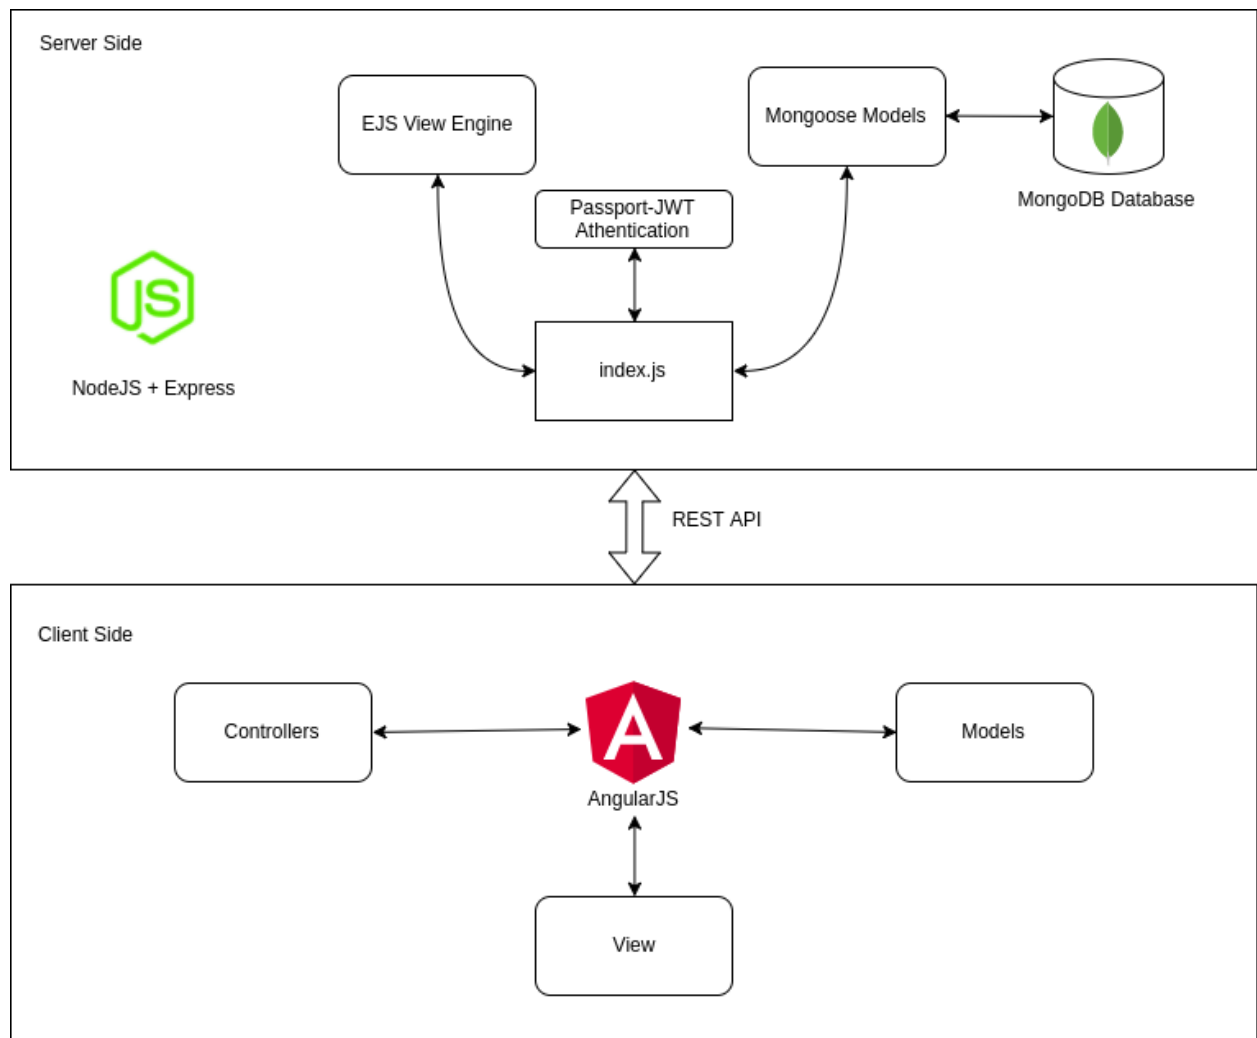 Server Side
EJS View Engine
Mongoose Models
MongoDB Database
Passport-JWT
Athentication
JS
NodeJS + Express
index.js
REST API
Client Side
Controllers
A
AngularJS
Models
View